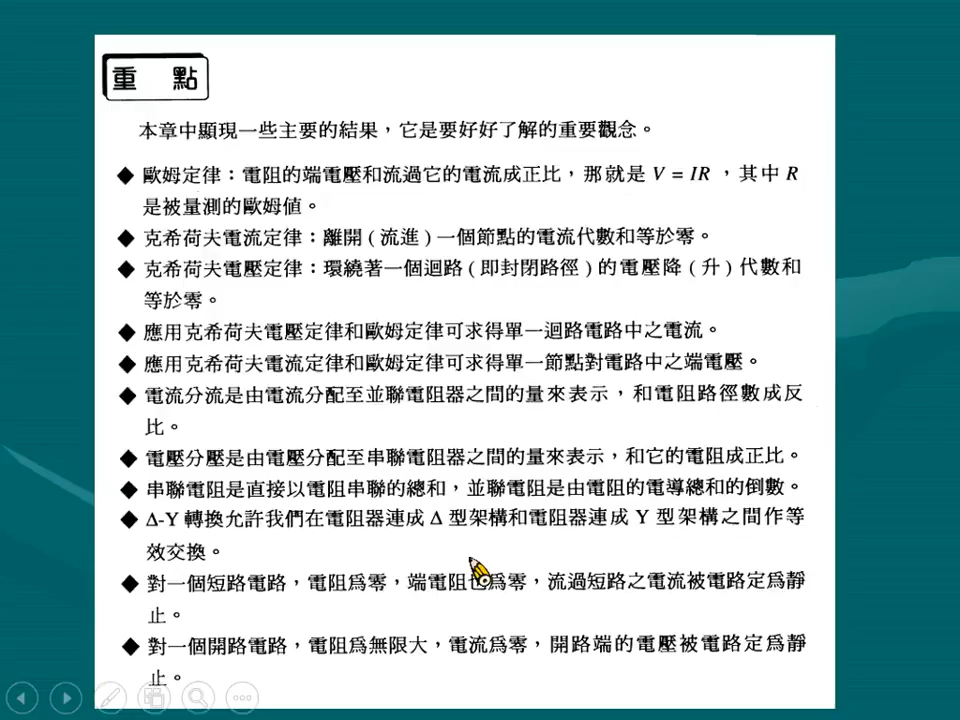 重 點
本章中顯現一些主要的結果，它是要好好了解的重要觀念。
◆ 歐姆定律：電阻的端電壓和流過它的電流成正比，那就是 V = IR ，其中 R
是被量測的歐姆值。
◆ 克希荷夫電流定律：離開 ( 流進 ) 一個節點的電流代數和等於零。
◆ 克希荷夫電壓定律：環繞著一個迴路 ( 即封閉路徑 ) 的電壓降 ( 升 ) 代數和
等於零。
◆ 應用克希荷夫電壓定律和歐姆定律可求得單一迴路電路中之電流。
◆ 應用克希荷夫電流定律和歐姆定律可求得單一節點對電路中之端電壓。
◆ 電流分流是由電流分配至並聯電阻器之間的量來表示，和電阻路徑數成反
比。
◆ 電壓分壓是由電壓分配至串聯電阻器之間的量來表示，和它的電阻成正比。
◆ 串聯電阻是直接以電阻串聯的總和，並聯電阻是由電阻的電導總和的倒數。
◆ Δ-Y 轉換允許我們在電阻器連成 Δ 型架構和電阻器連成 Y 型架構之間作等
效交換。
◆ 對一個短路電路，電阻爲零，端電阻也爲零，流過短路之電流被電路定爲靜
止。
◆ 對一個開路電路，電阻爲無限大，電流爲零，開路端的電壓被電路定爲靜
止。